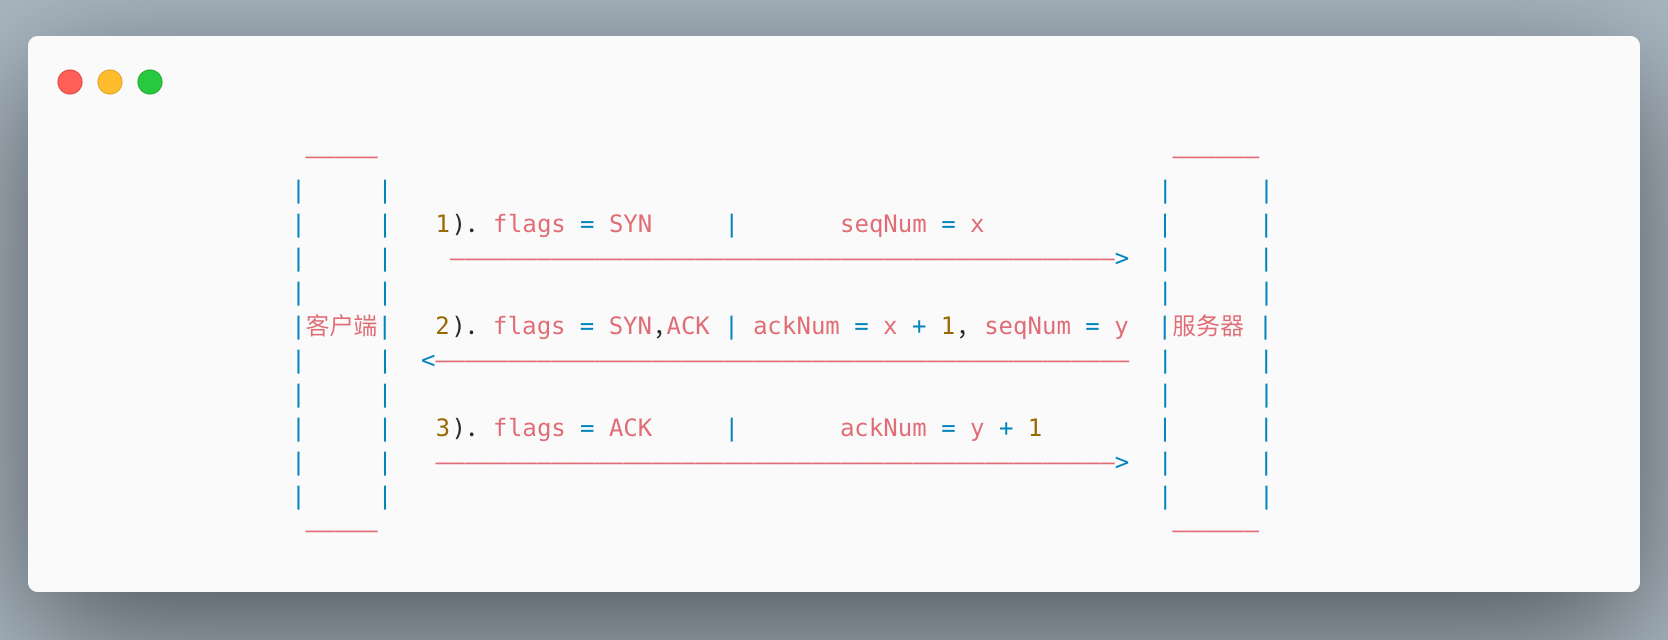 1). flags = SYN | seqNum = x
>
客户端 2). flags = SYN,ACK | ackNum = x + 1, seqNum = y 服务器
<
3). flags = ACK | ackNum = y + 1
>